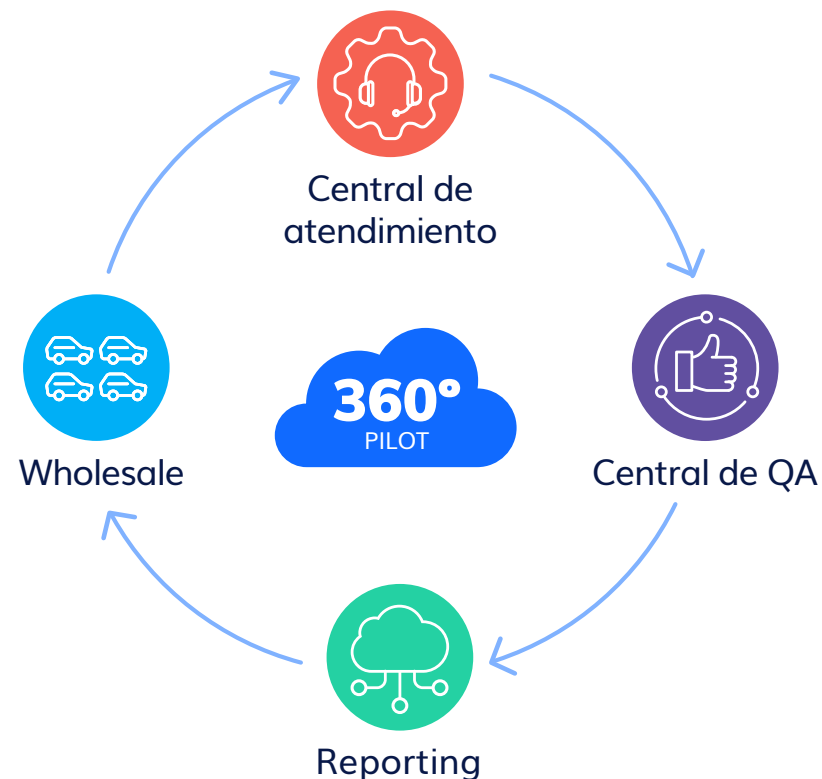 Central de
atendimiento
360°
PILOT
Wholesale
Central de QA
Reporting